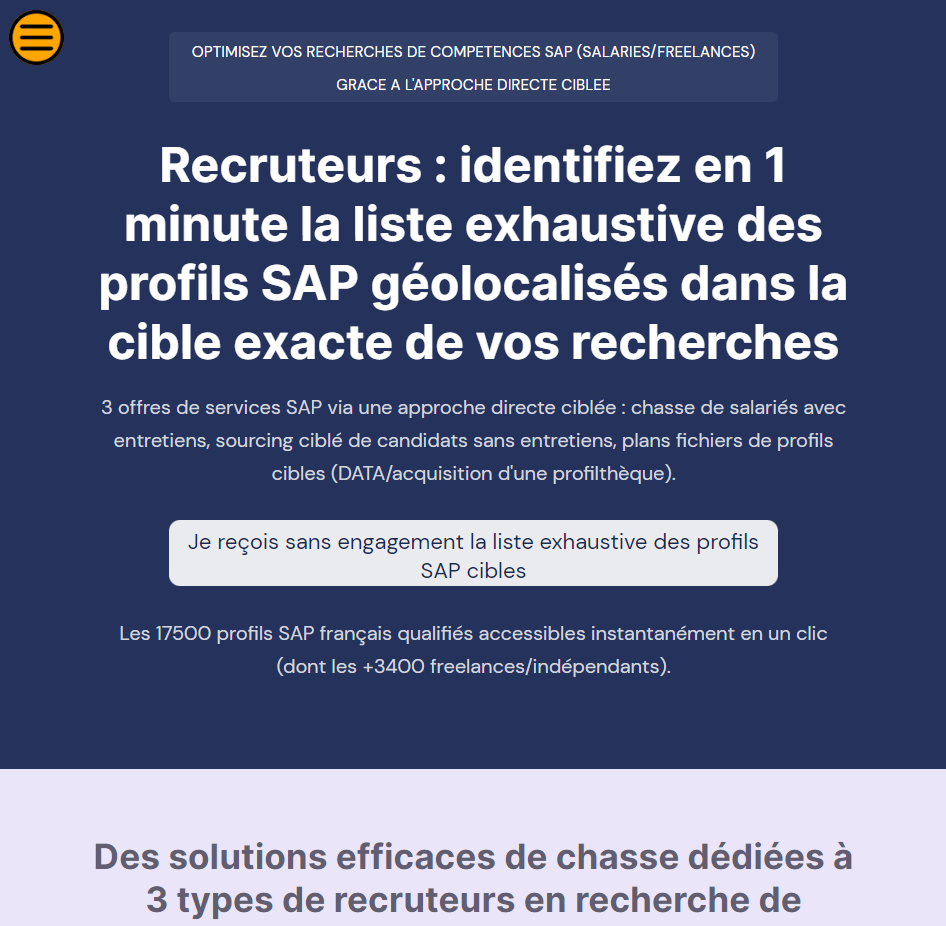 OPTIMISEZ VOS RECHERCHES DE COMPETENCES SAP (SALARIES/FREELANCES)
GRACE A L'APPROCHE DIRECTE CIBLEE
Recruteurs : identifiez en 1
minute la liste exhaustive des
profils SAP géolocalisés dans la
cible exacte de vos recherches
3 offres de services SAP via une approche directe ciblée : chasse de salariés avec
entretiens, sourcing ciblé de candidats sans entretiens, plans fichiers de profils
cibles (DATA/acquisition d'une profilthèque).
Je reçois sans engagement la liste exhaustive des profils
SAP cibles
Les 17500 profils SAP français qualifiés accessibles instantanément en un clic
(dont les +3400 freelances/indépendants).
Des solutions efficaces de chasse dédiées à
3 types de recruteurs en recherche de